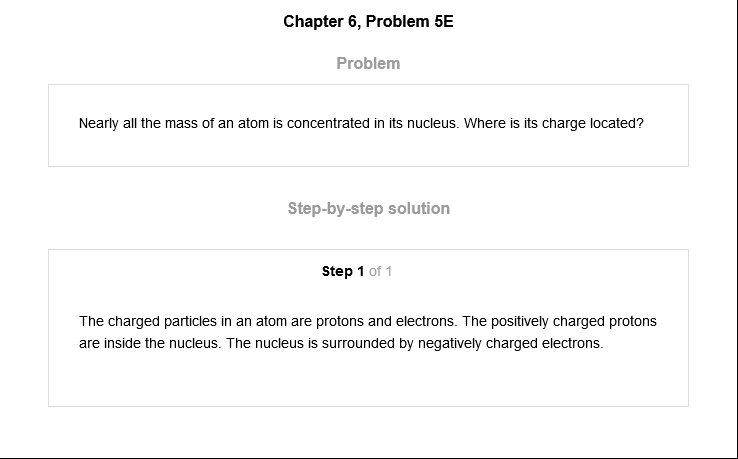 Chapter 6, Problem 5E
Problem
Nearly all the mass of an atom is concentrated in its nucleus. Where is its charge located?
Step-by-step solution
Step 1 of 1
The charged particles in an atom are protons and electrons. The positively charged protons
are inside the nucleus. The nucleus is surrounded by negatively charged electrons.